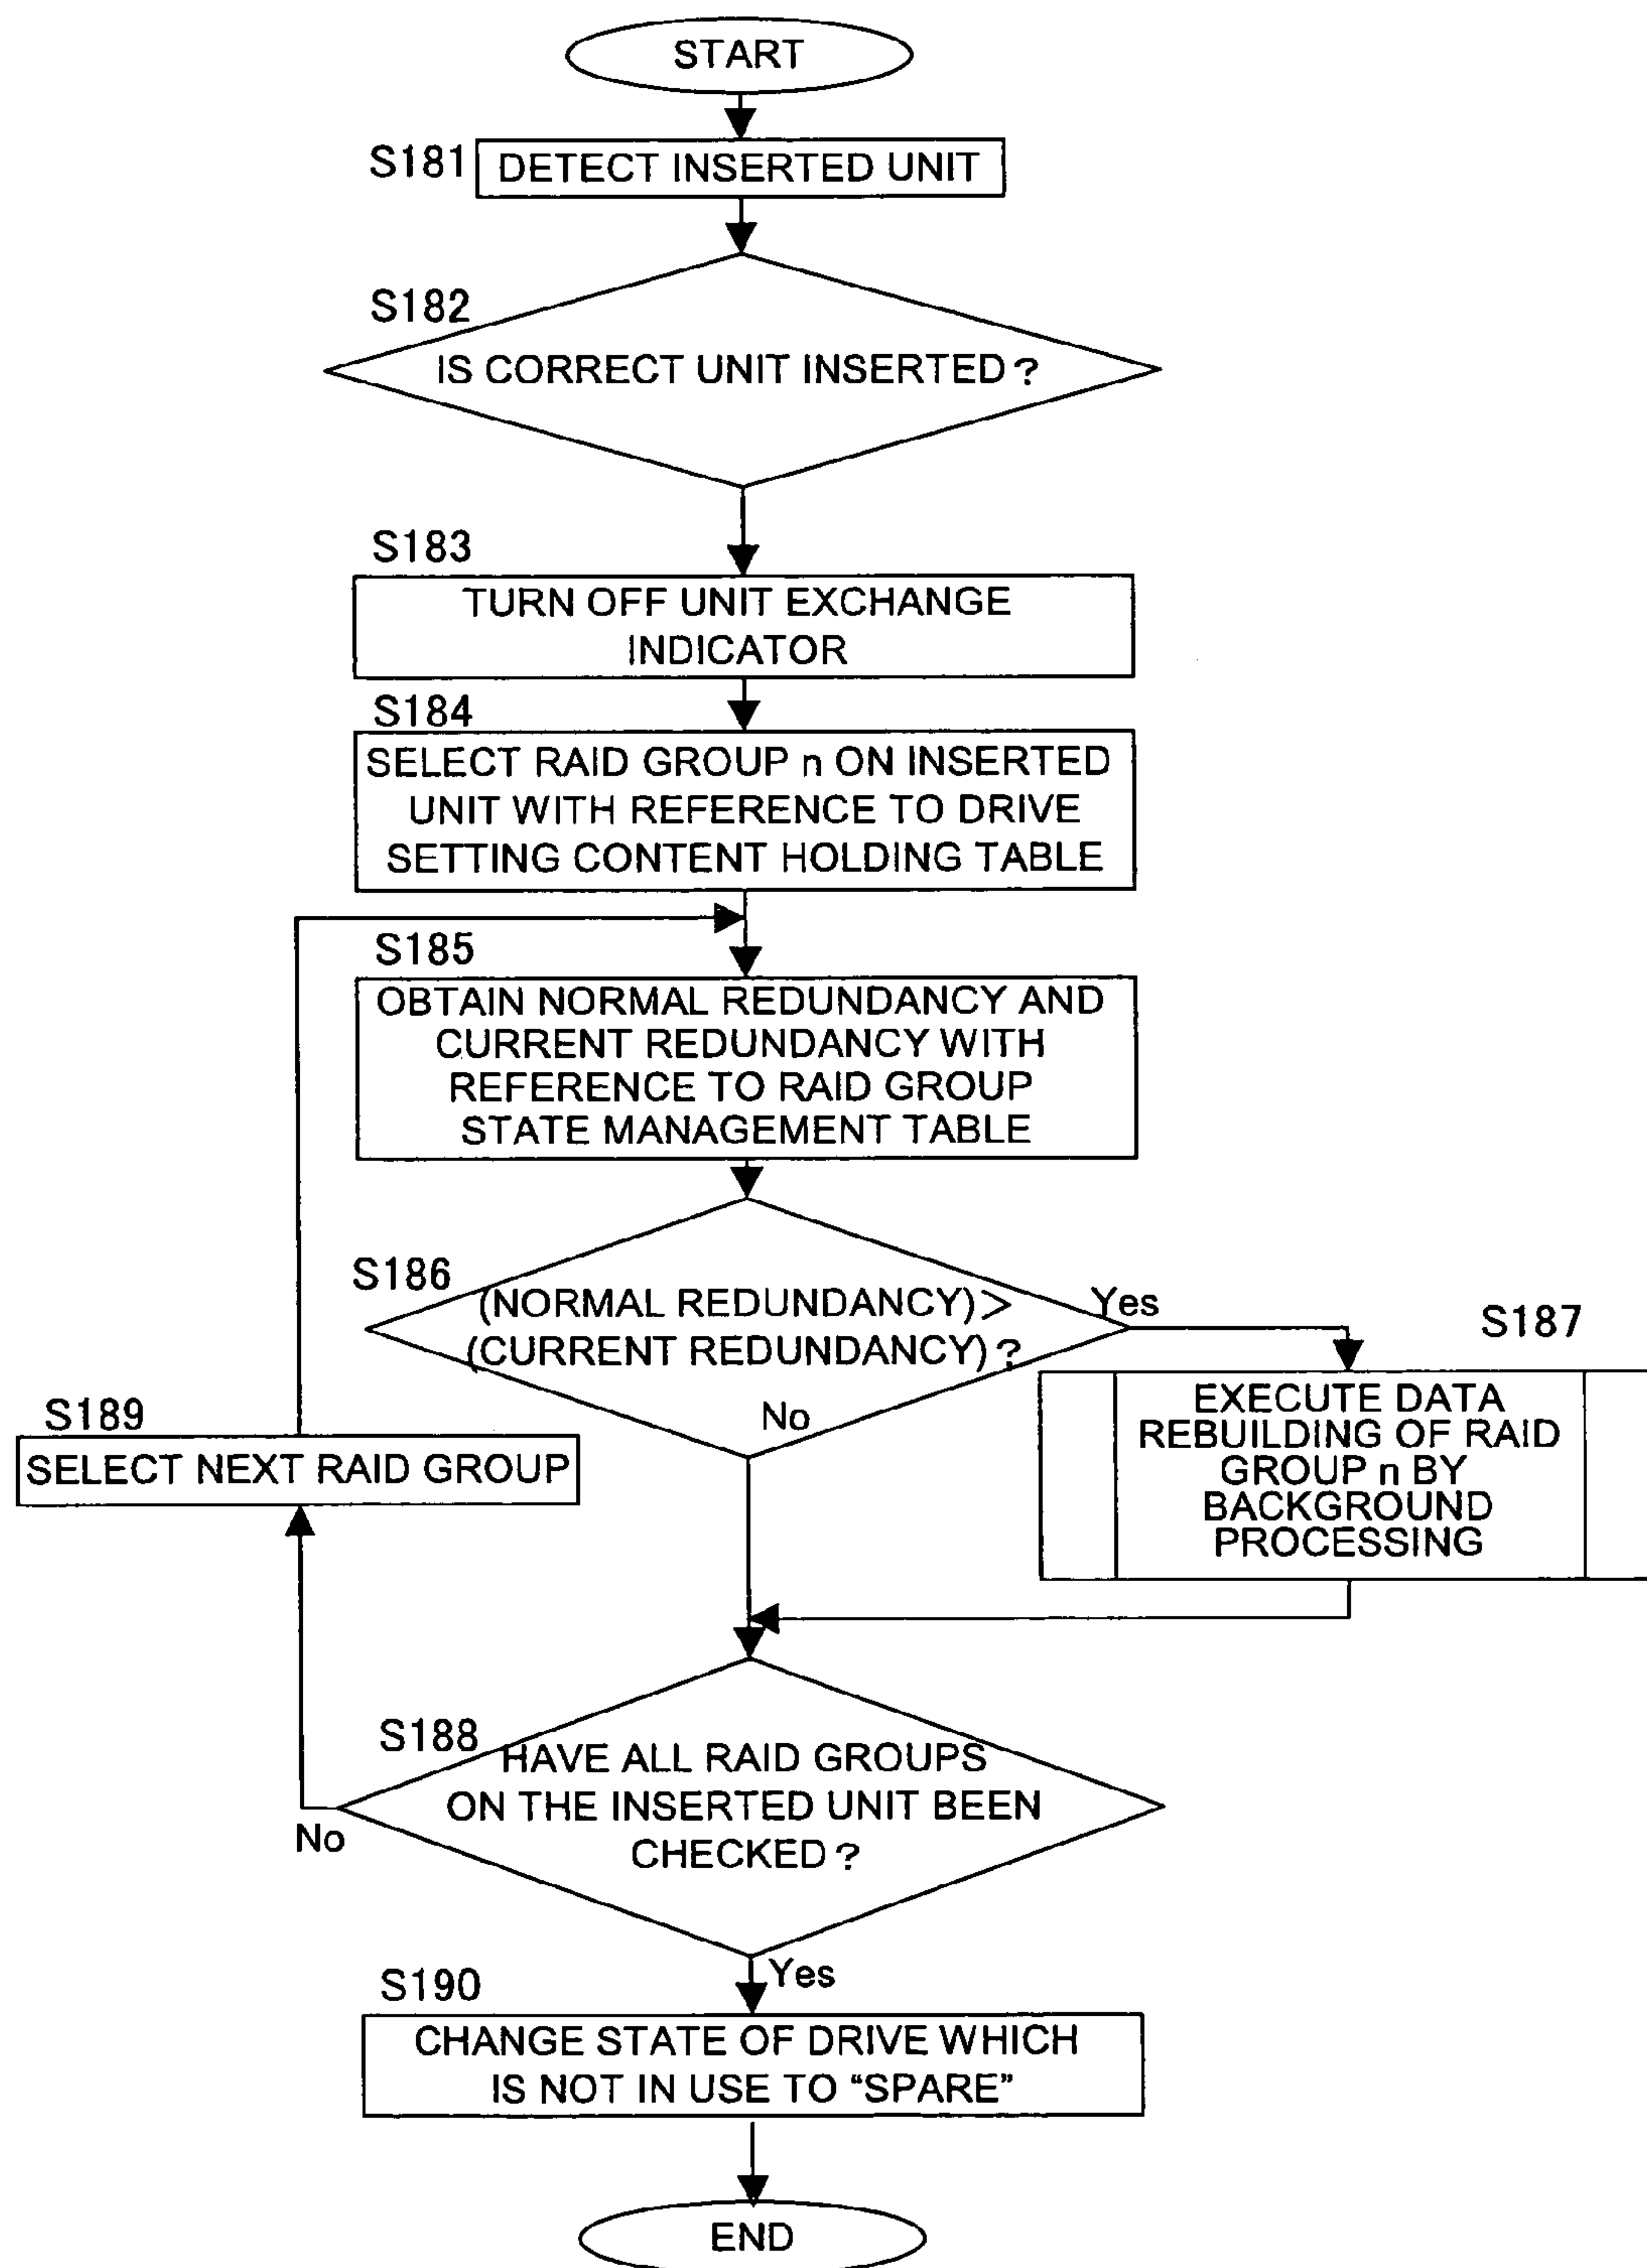 START
S181
DETECT INSERTED UNIT
S182
IS CORRECT UNIT INSERTED ?
S183
TURN OFF UNIT EXCHANGE
INDICATOR
S184
SELECT RAID GROUP n ON INSERTED
UNIT WITH REFERENCE TO DRIVE
SETTING CONTENT HOLDING TABLE
S185
OBTAIN NORMAL REDUNDANCY AND
CURRENT REDUNDANCY WITH
REFERENCE TO RAID GROUP
STATE MANAGEMENT TABLE
S186
(NORMAL REDUNDANCY) >
(CURRENT REDUNDANCY) ?
Yes
No
S187
EXECUTE DATA
REBUILDING OF RAID
GROUP n BY
BACKGROUND
PROCESSING
S189
SELECT NEXT RAID GROUP
S188
HAVE ALL RAID GROUPS
ON THE INSERTED UNIT BEEN
CHECKED ?
No
Yes
S190
CHANGE STATE OF DRIVE WHICH
IS NOT IN USE TO “SPARE”
END